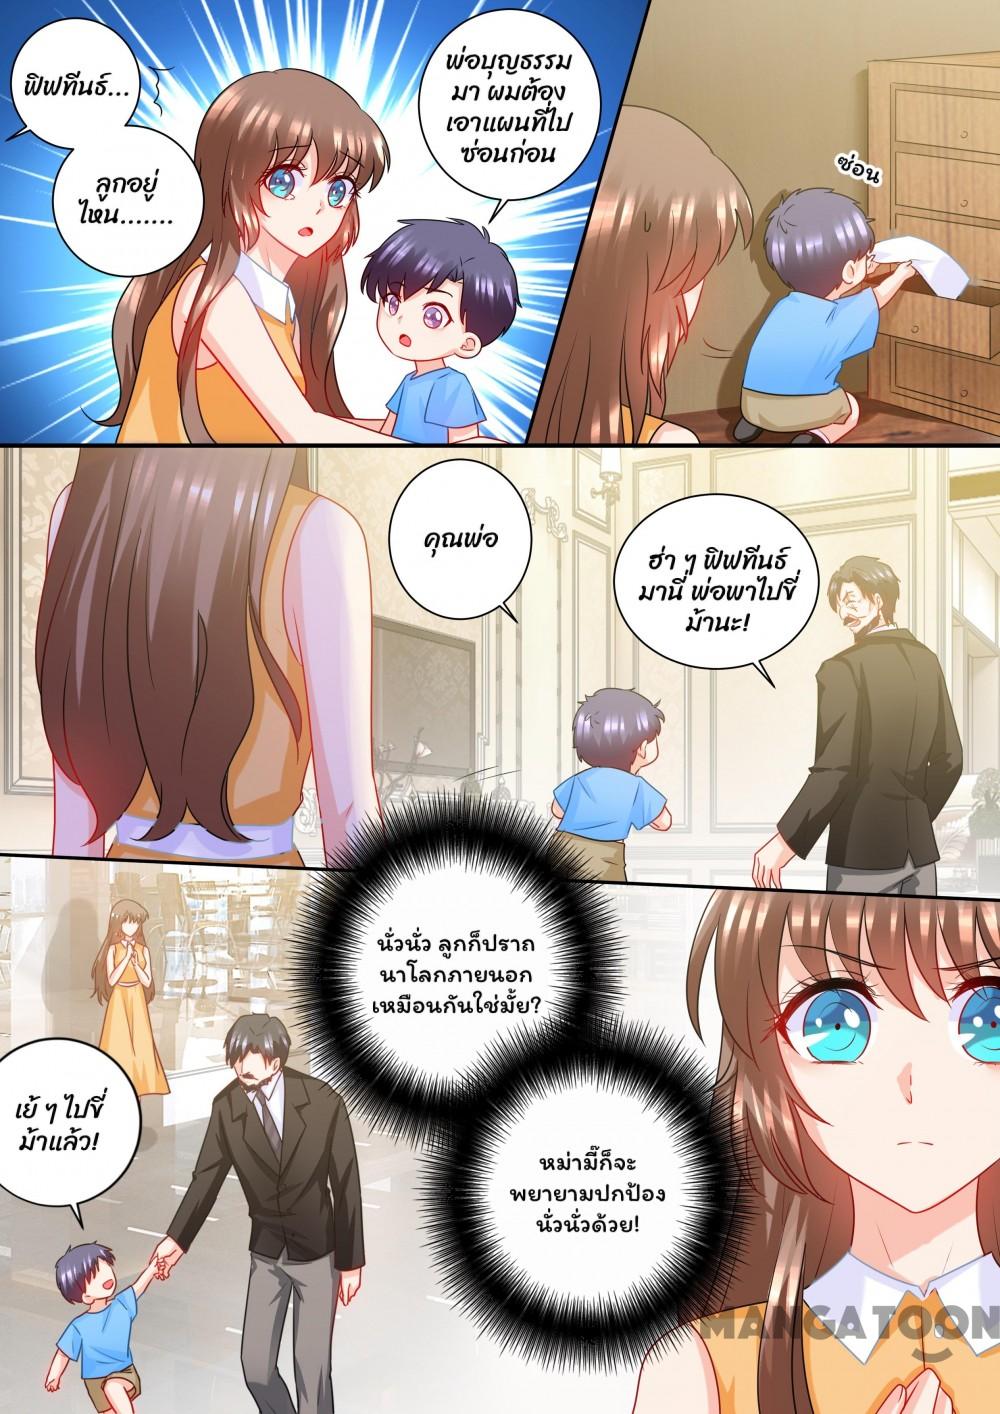 ฟิฟทีนธ์...
ลูกอยู่
ไหน.......
พ่อบุญธรรม
มา ผมต้อง
เอาแผนที่ไป
ซ่อนก่อน
ซ่อน
คุณพ่อ
ฮ่า ๆ ฟิฟทีนธ์
มานี่ พ่อพาไปขี่
ม้านะ!
นั่วนั่ว ลูกก็ปราถ
นาโลกภายนอก
เหมือนกันใช่มั้ย?
เย้ ๆ ไปขี่
ม้าแล้ว!
หม่ามี๊ก็จะ
พยายามปกป้อง
นั่วนั่วด้วย!
MANGATOON